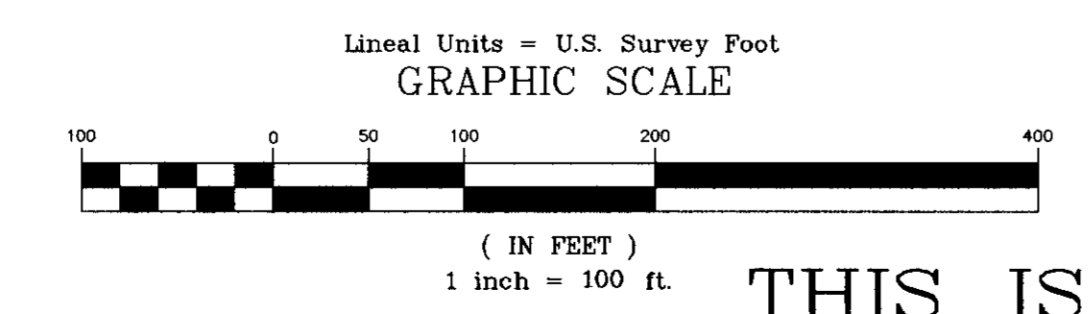 Lineal Units = U.S. Survey Foot
GRAPHIC SCALE
100 0 50 100 200 400
( IN FEET )
1 inch = 100 ft.
THIS IS